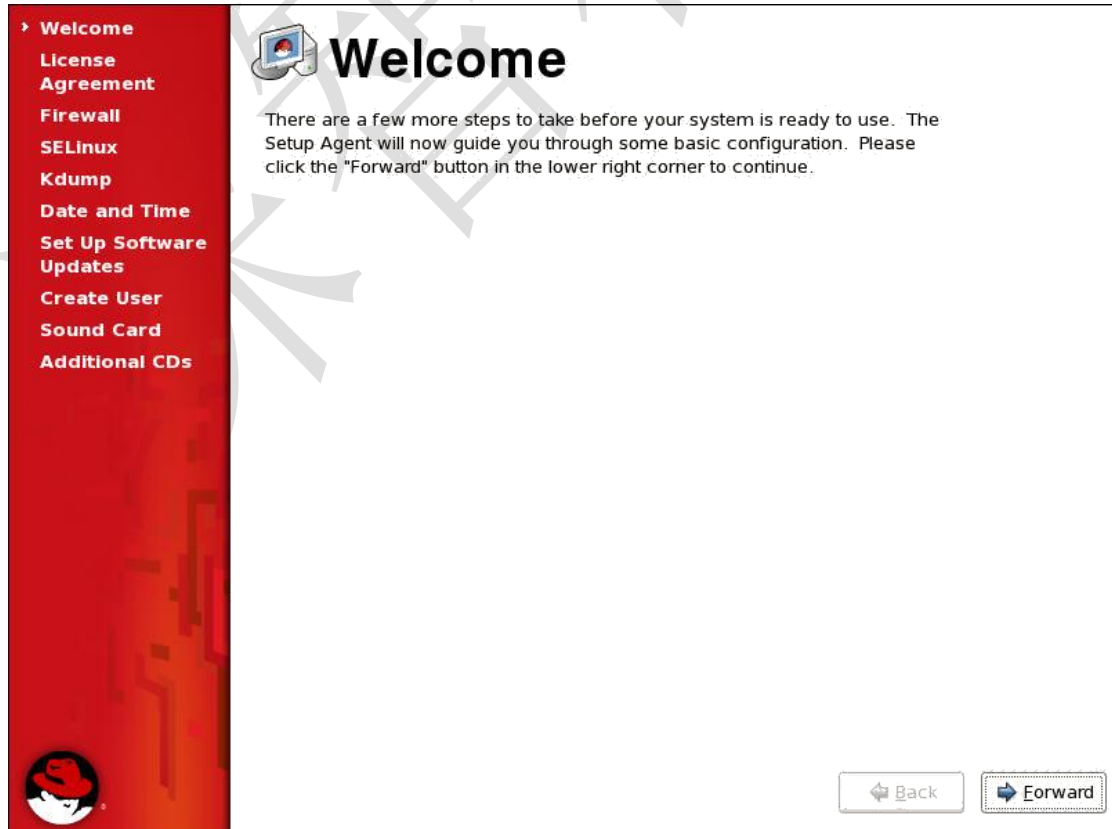 Welcome
License
Agreement
Firewall
SELinux
Kdump
Date and Time
Set Up Software
Updates
Create User
Sound Card
Additional CDs
Welcome
There are a few more steps to take before your system is ready to use. The
Setup Agent will now guide you through some basic configuration. Please
click the "Forward" button in the lower right corner to continue.
Back
Forward